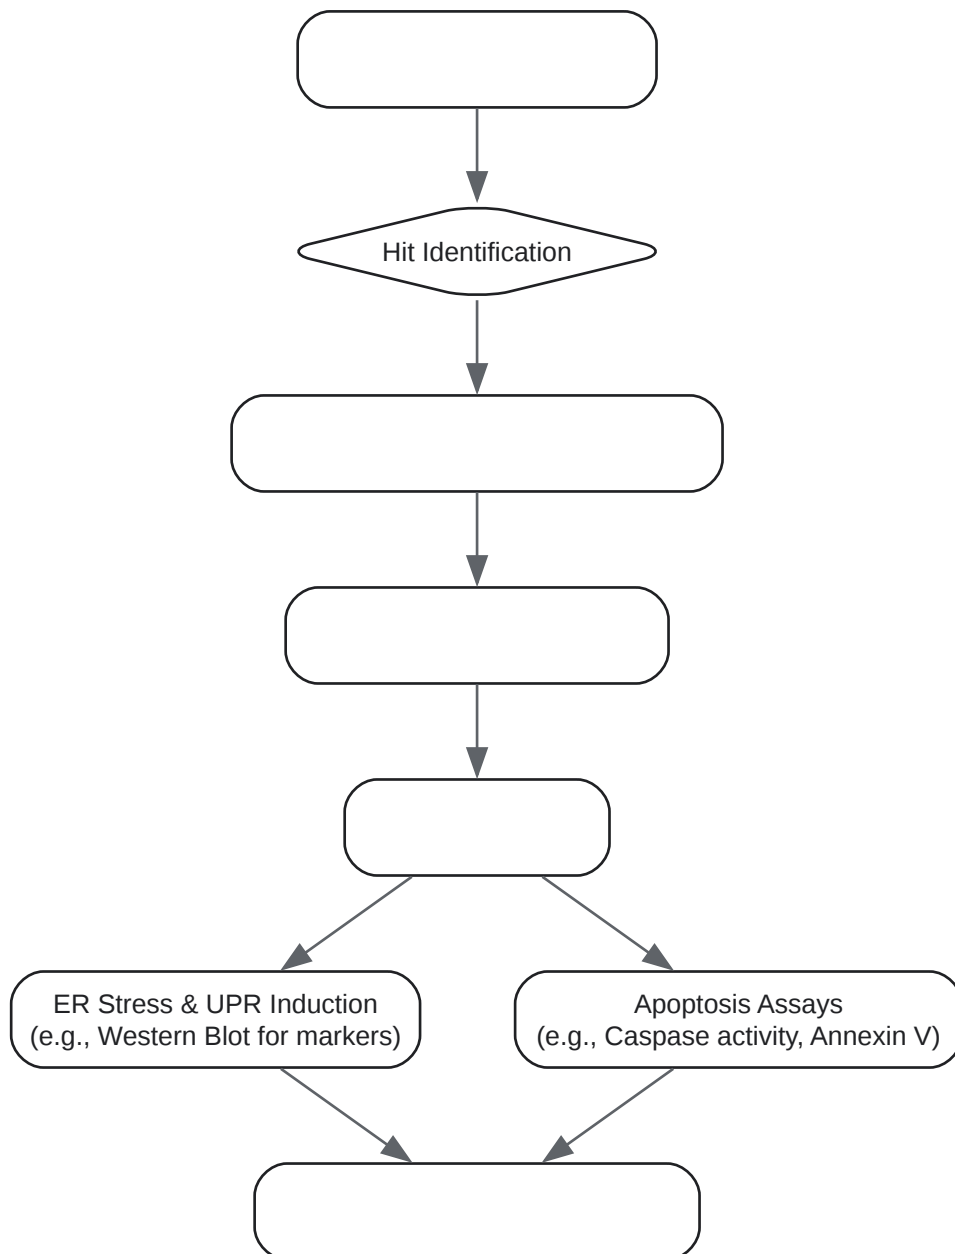 Hit Identification
ER Stress & UPR Induction
(e.g., Western Blot for markers)
Apoptosis Assays
(e.g., Caspase activity, Annexin V)